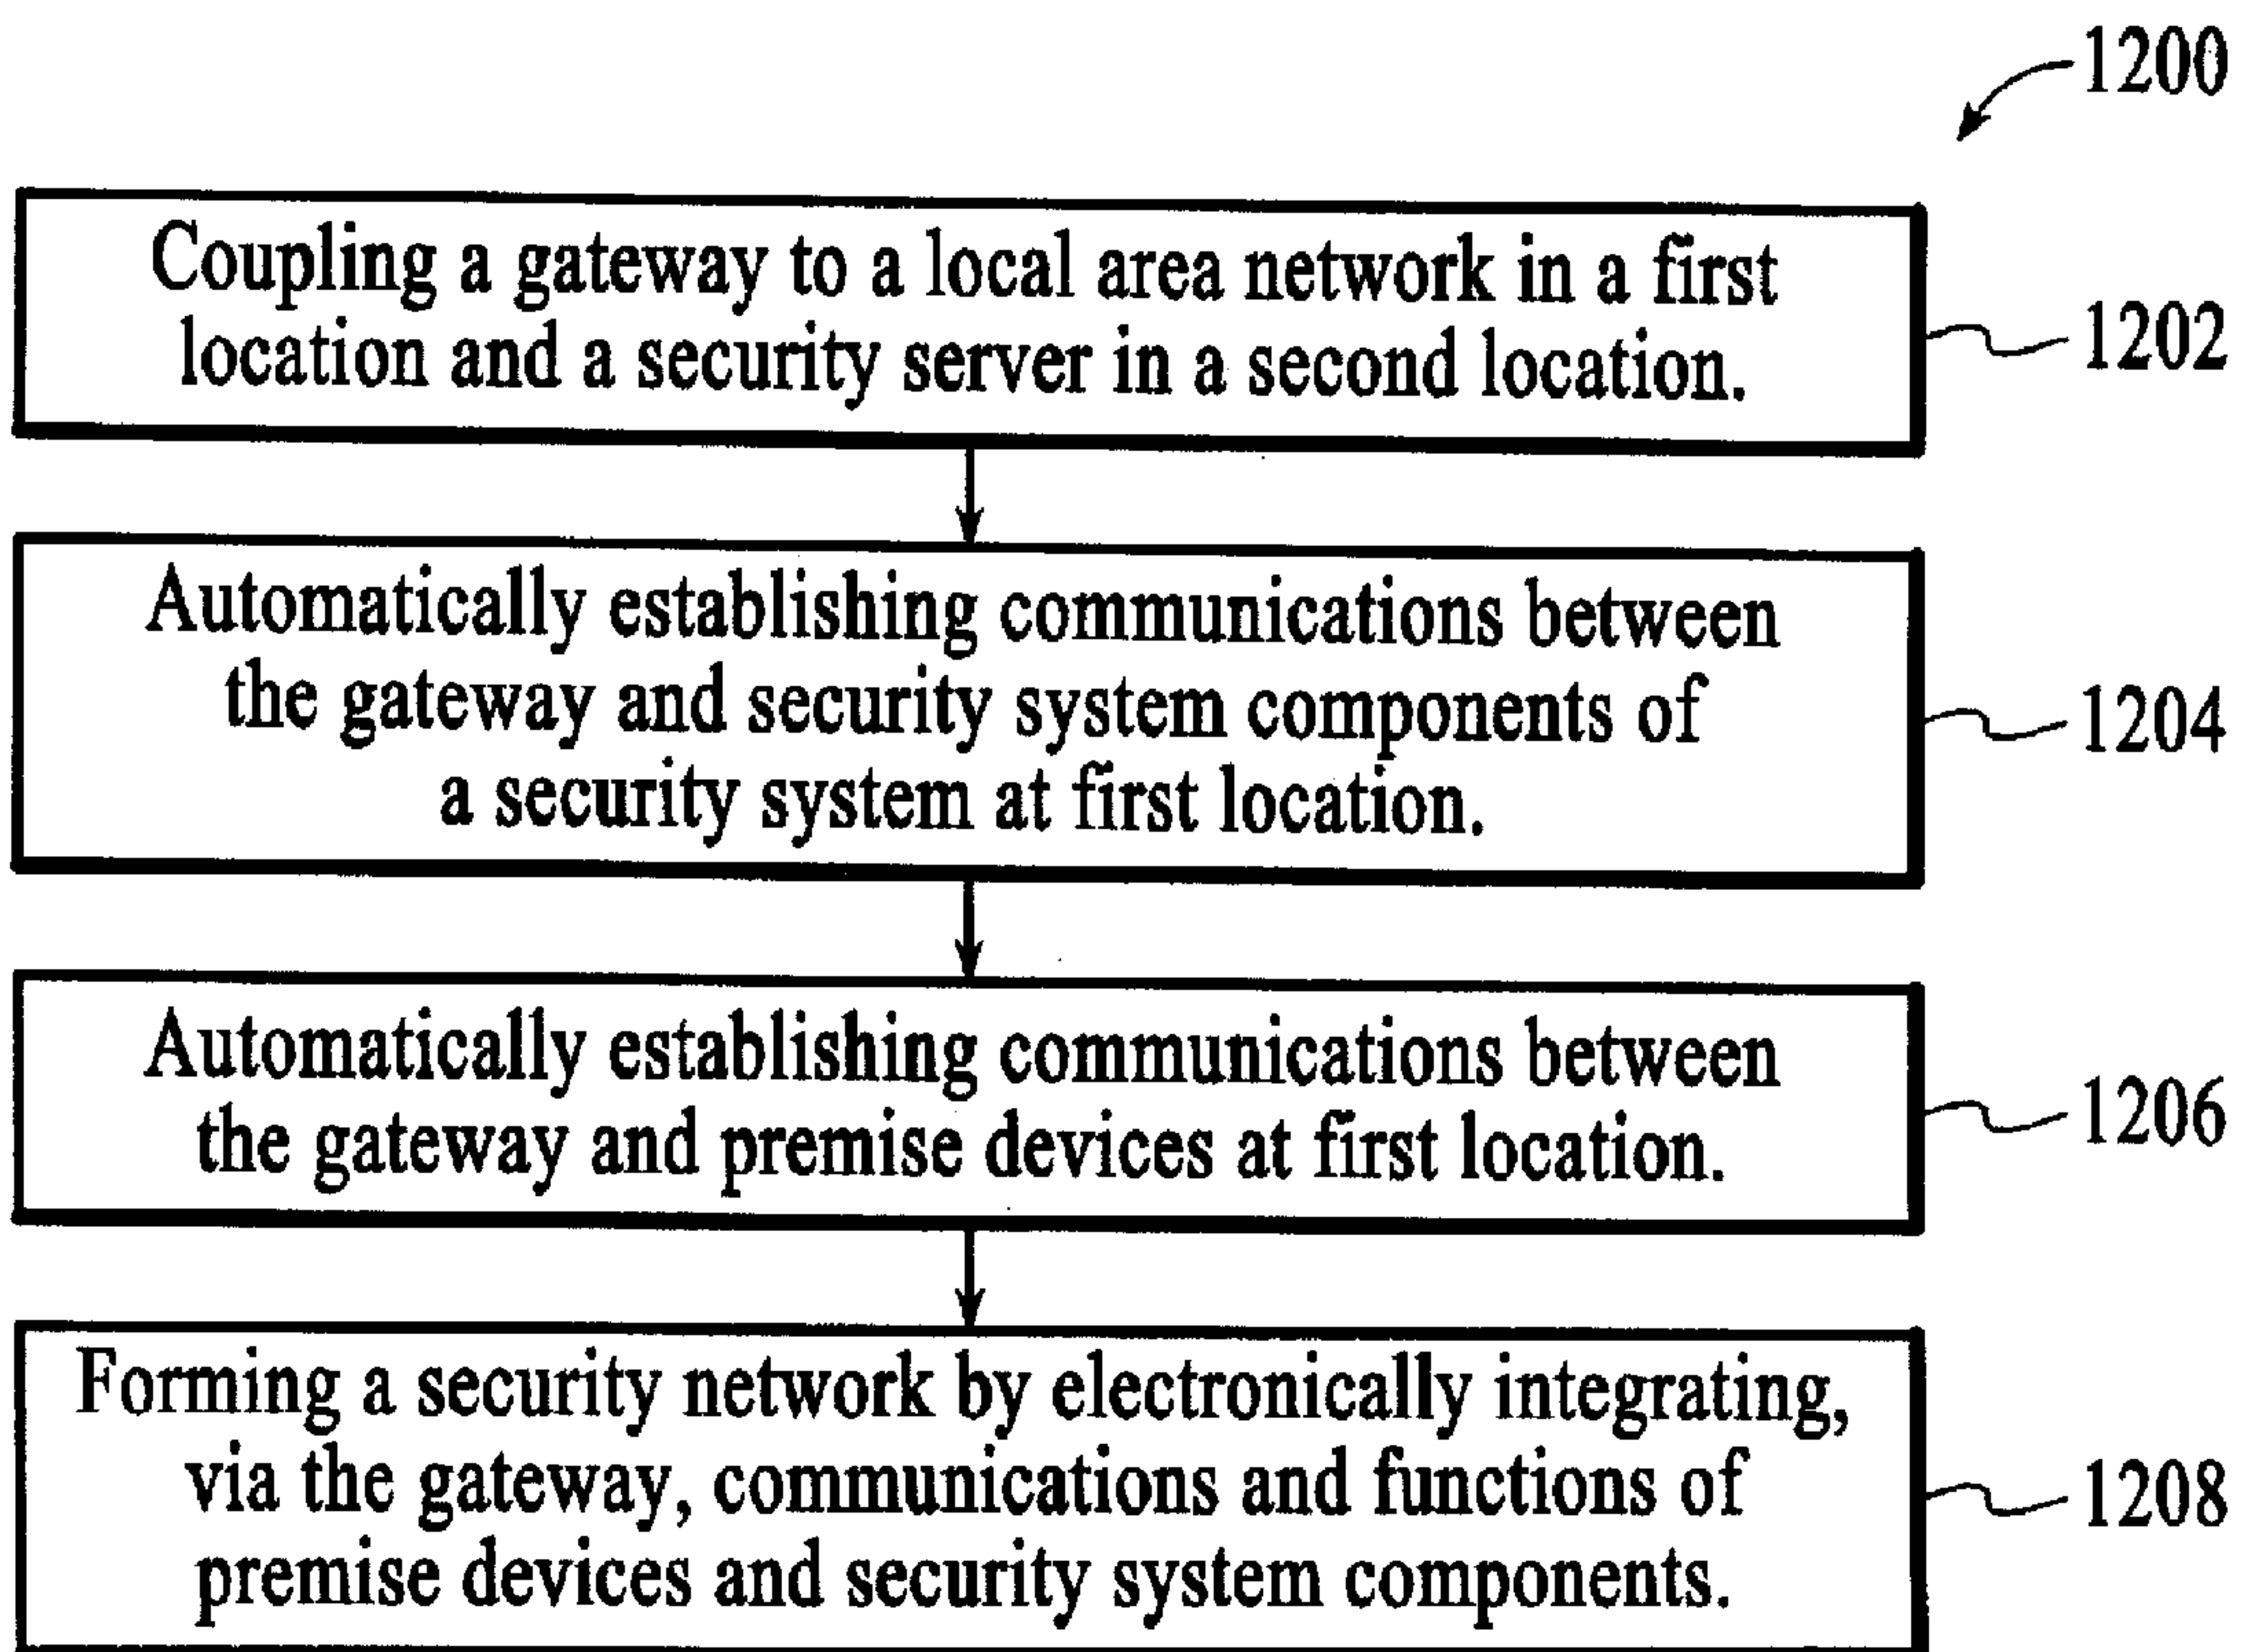 1200
Coupling a gateway to a local area network in a first
location and a security server in a second location.
1202
Automatically establishing communications between
the gateway and security system components of
a security system at first location.
1204
Automatically establishing communications between
the gateway and premise devices at first location.
1206
Forming a security network by electronically integrating,
via the gateway, communications and functions of
premise devices and security system components.
1208